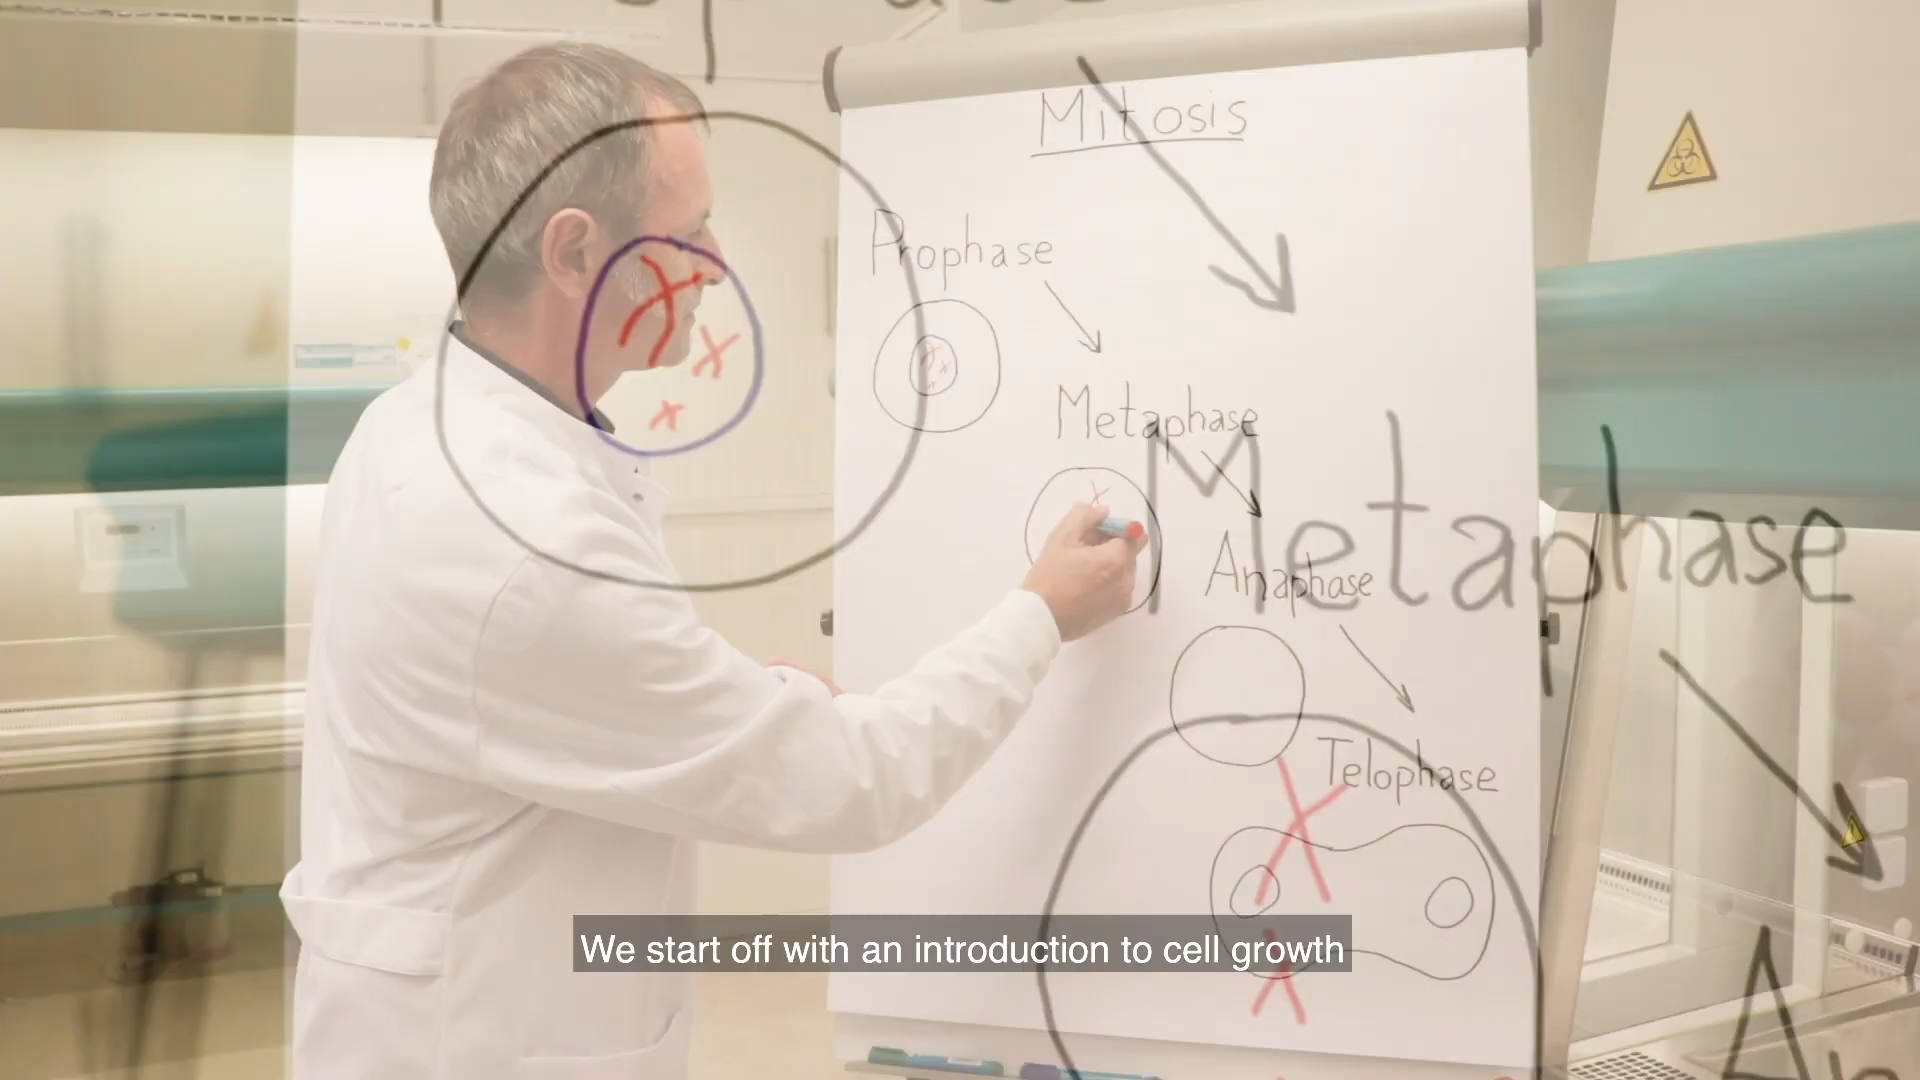 Mitosis
Prophase
Metaphase
Metaphase
Anaphase
Telophase
We start off with an introduction to cell growth